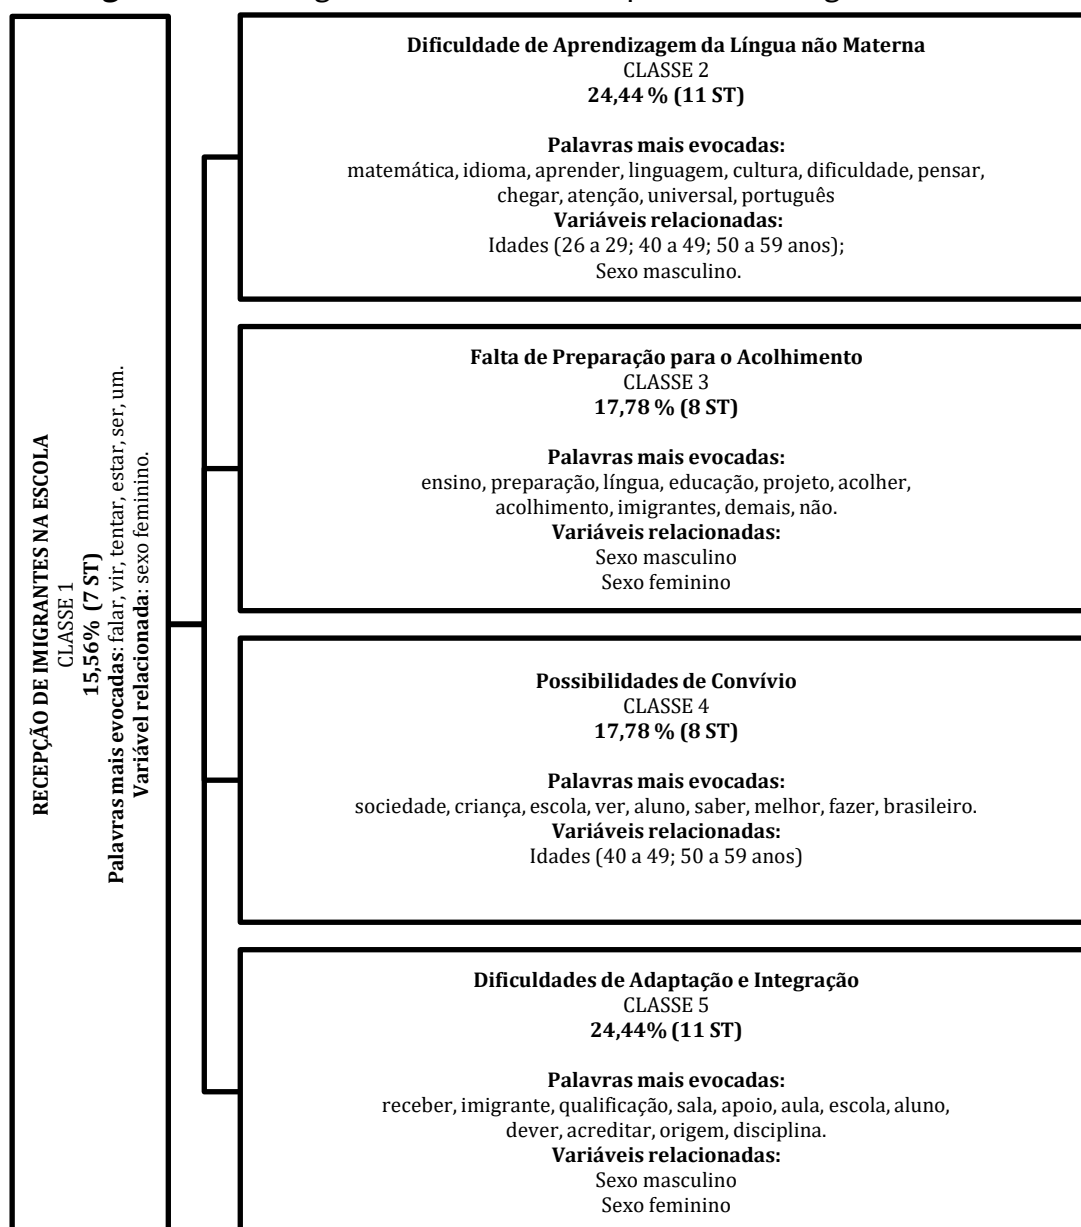 RECEPÇÃO DE IMIGRANTES NA ESCOLA
CLASSE 1
15,56% (7 ST)
Palavras mais evocadas: falar, vir, tentar, estar, ser, um.
Variável relacionada: sexo feminino.
Dificuldade de Aprendizagem da Língua não Materna
CLASSE 2
24,44 % (11 ST)
Palavras mais evocadas:
matemática, idioma, aprender, linguagem, cultura, dificuldade, pensar,
chegar, atenção, universal, português
Variáveis relacionadas:
Idades (26 a 29; 40 a 49; 50 a 59 anos);
Sexo masculino.
Falta de Preparação para o Acolhimento
CLASSE 3
17,78 % (8 ST)
Palavras mais evocadas:
ensino, preparação, língua, educação, projeto, acolher,
acolhimento, imigrantes, demais, não.
Variáveis relacionadas:
Sexo masculino
Sexo feminino
Possibilidades de Convívio
CLASSE 4
17,78 % (8 ST)
Palavras mais evocadas:
sociedade, criança, escola, ver, aluno, saber, melhor, fazer, brasileiro.
Variáveis relacionadas:
Idades (40 a 49; 50 a 59 anos)
Dificuldades de Adaptação e Integração
CLASSE 5
24,44% (11 ST)
Palavras mais evocadas:
receber, imigrante, qualificação, sala, apoio, aula, escola, aluno,
dever, acreditar, origem, disciplina.
Variáveis relacionadas:
Sexo masculino
Sexo feminino